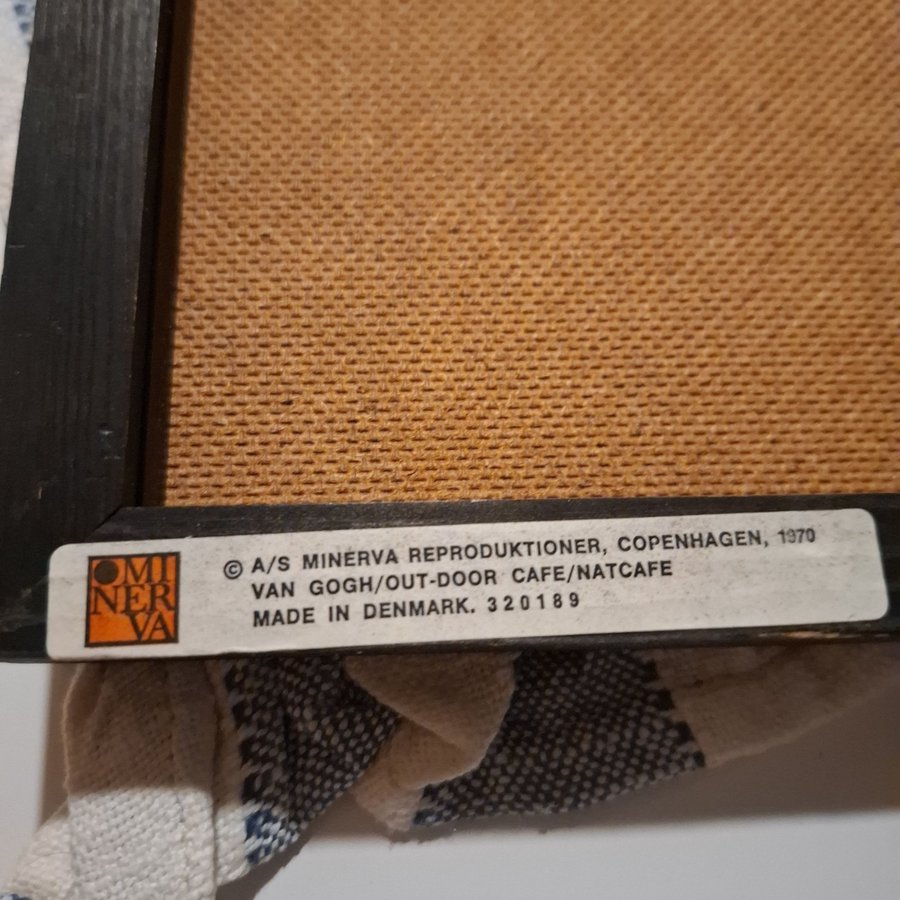 MI
NER
VA
© A/S MINERVA REPRODUKTIONER, COPENHAGEN, 1970
VAN GOGH/OUT-DOOR CAFE/NATCAFE
MADE IN DENMARK. 320189